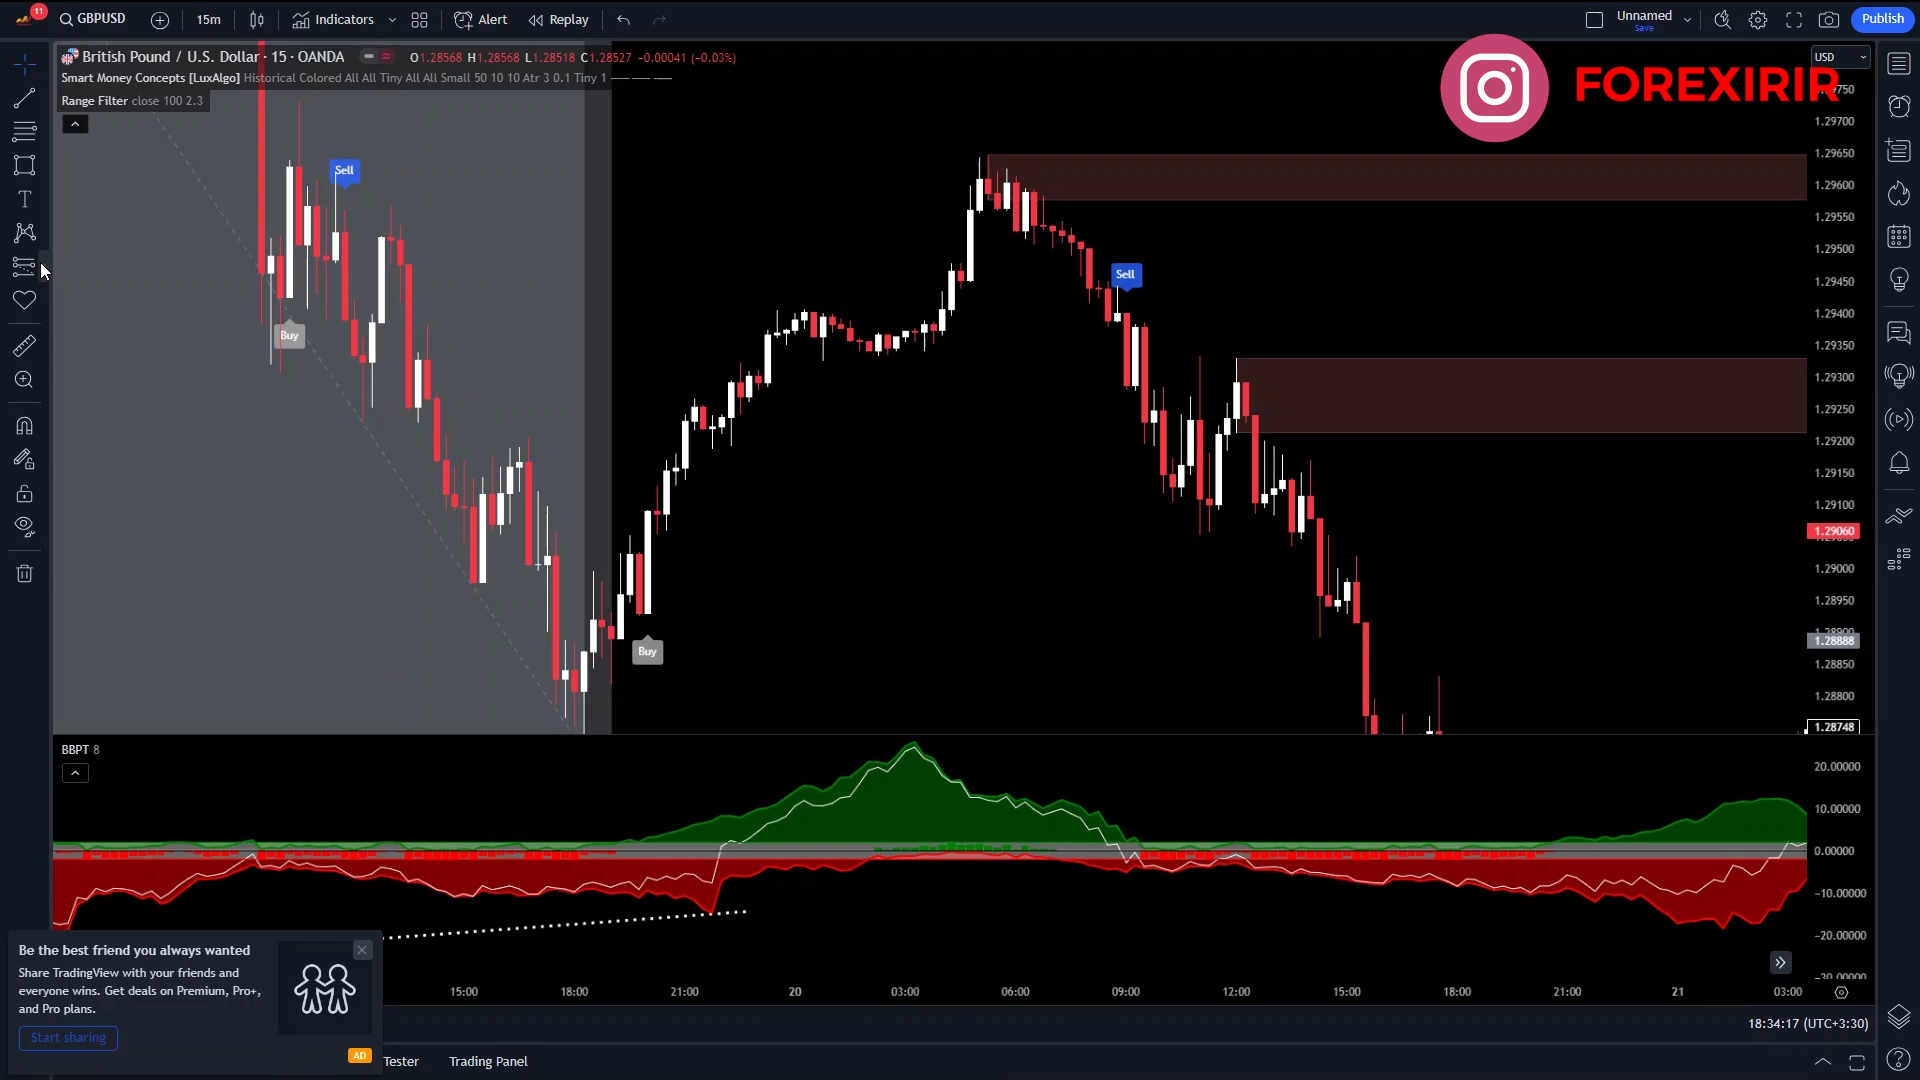 11
GBPUSD
15m
Indicators
Alert
Replay
Unnamed
Save
Publish
British Pound / U.S. Dollar · 15 · OANDA
O1.28568 H1.28568 L1.28518 C1.28527 −0.00041 (−0.03%)
USD
Smart Money Concepts [LuxAlgo] Historical Colored All All Tiny All All Small 50 10 10 Atr 3 0.1 Tiny 1
Range Filter close 100 2.3
FOREXIRIR
1.29700
1.29650
1.29600
1.29550
1.29500
1.29450
1.29400
1.29350
1.29300
1.29250
1.29200
1.29150
1.29100
1.29060
1.29000
1.28950
1.28888
1.28850
1.28800
1.28748
Sell
Buy
Sell
Buy
BBPT 8
20.00000
10.00000
0.00000
−10.00000
−20.00000
−30.00000
15:00
18:00
21:00
20
03:00
06:00
09:00
12:00
15:00
18:00
21:00
21
03:00
Be the best friend you always wanted
Share TradingView with your friends and
everyone wins. Get deals on Premium, Pro+,
and Pro plans.
Start sharing
AD
18:34:17 (UTC+3:30)
Tester
Trading Panel